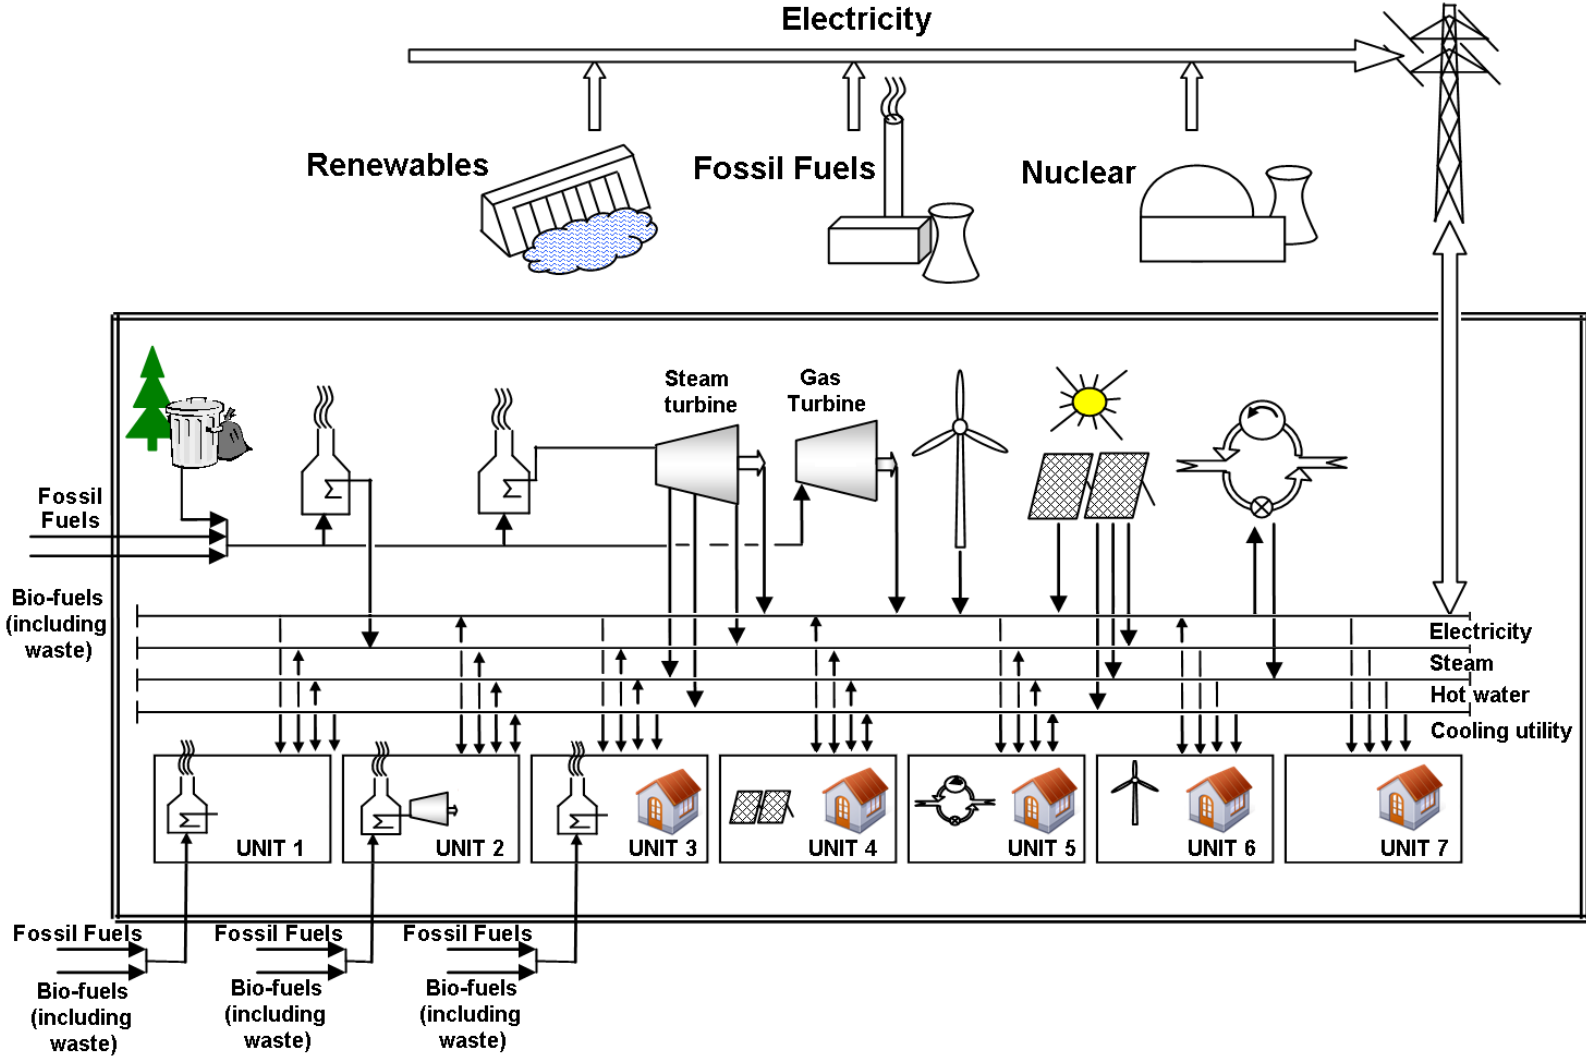 Electricity
Renewables
Fossil Fuels
Nuclear
Steam
turbine
Gas
Turbine
Fossil
Fuels
Bio-fuels
(including
waste)
Electricity
Steam
Hot water
Cooling utility
UNIT 1
UNIT 2
UNIT 3
UNIT 4
UNIT 5
UNIT 6
UNIT 7
Fossil Fuels
Bio-fuels
(including
waste)
Fossil Fuels
Bio-fuels
(including
waste)
Fossil Fuels
Bio-fuels
(including
waste)